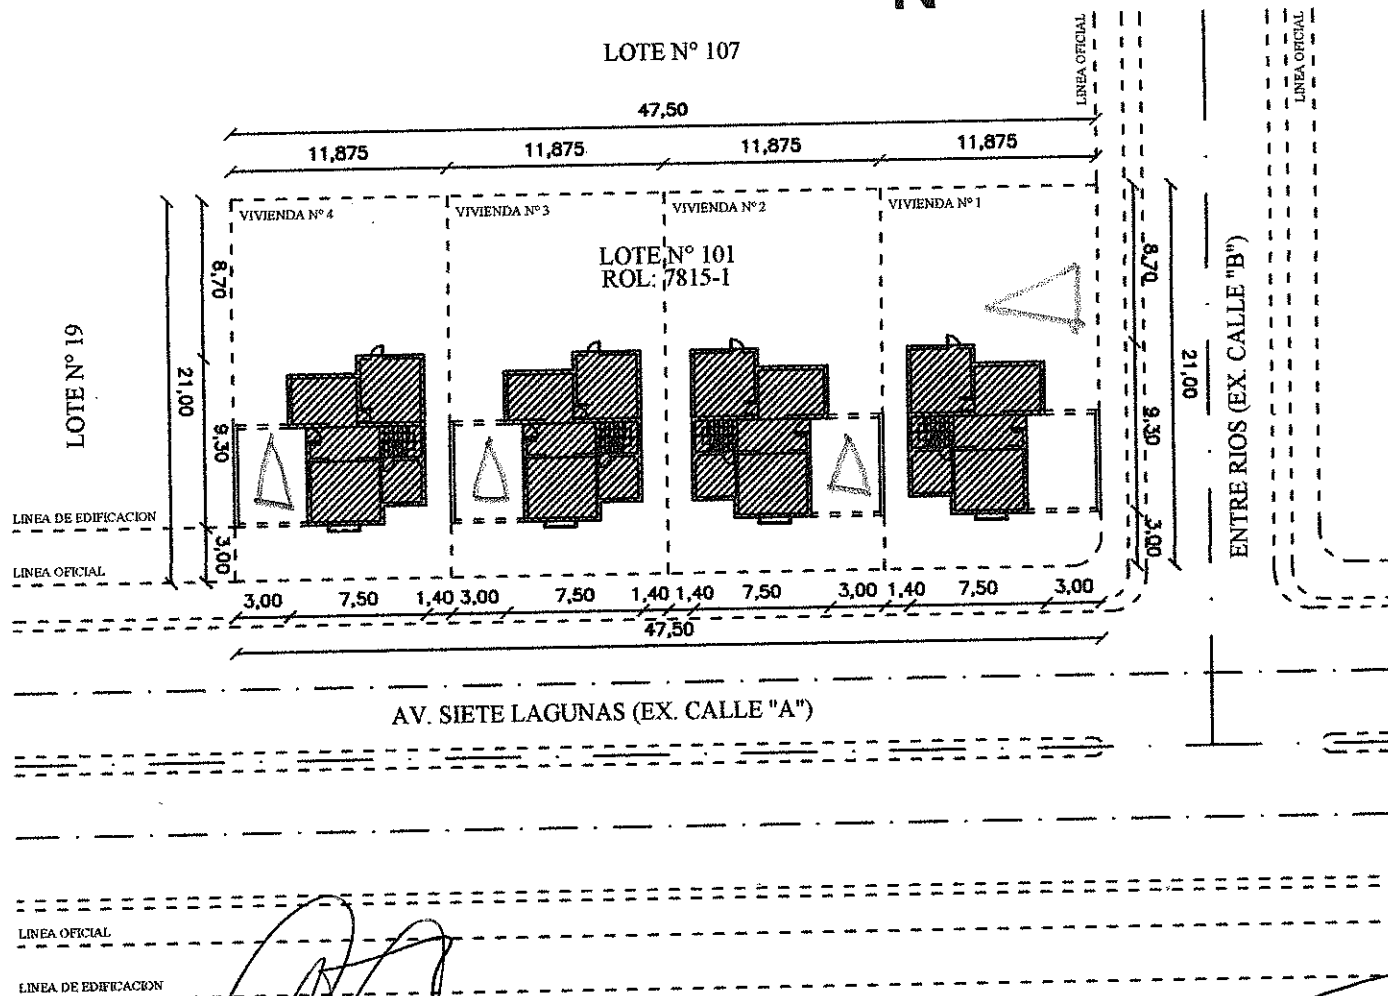 N
LOTE N° 107
LINEA OFICIAL
LINEA OFICIAL
47,50
11,875 11,875 11,875 11,875
VIVIENDA N° 4
VIVIENDA N° 3
VIVIENDA N° 2
VIVIENDA N° 1
LOTE N° 101
ROL: 7815-1
8,70
21,00
9,30
3,00
LOTE N° 19
8,70
21,00
9,30
3,00
ENTRE RIOS (EX. CALLE "B")
LINEA DE EDIFICACION
LINEA OFICIAL
3,00 7,50 1,40 3,00 7,50 1,40 1,40 7,50 3,00 1,40 7,50 3,00
47,50
AV. SIETE LAGUNAS (EX. CALLE "A")
LINEA OFICIAL
LINEA DE EDIFICACION